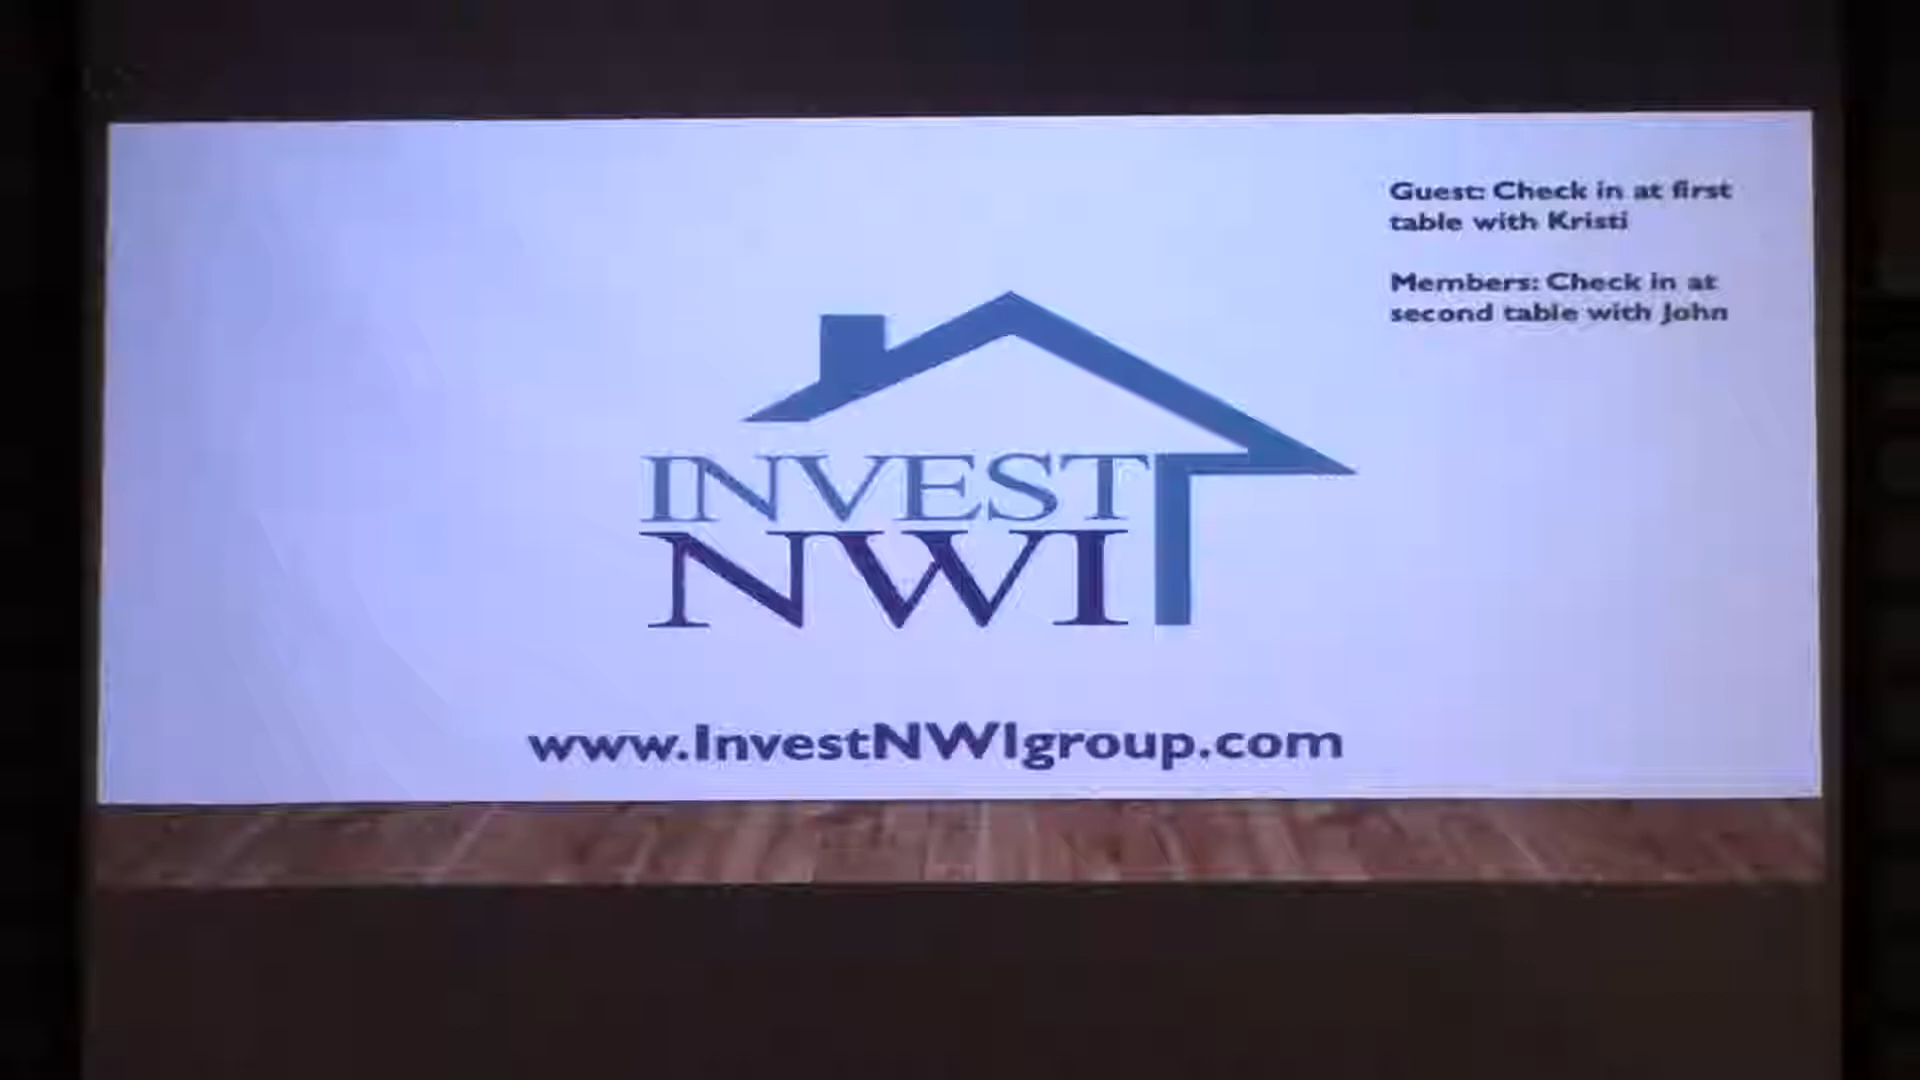 Guest: Check in at first
table with Kristi
Members: Check in at
second table with John
INVEST
NWI
www.InvestNWIgroup.com